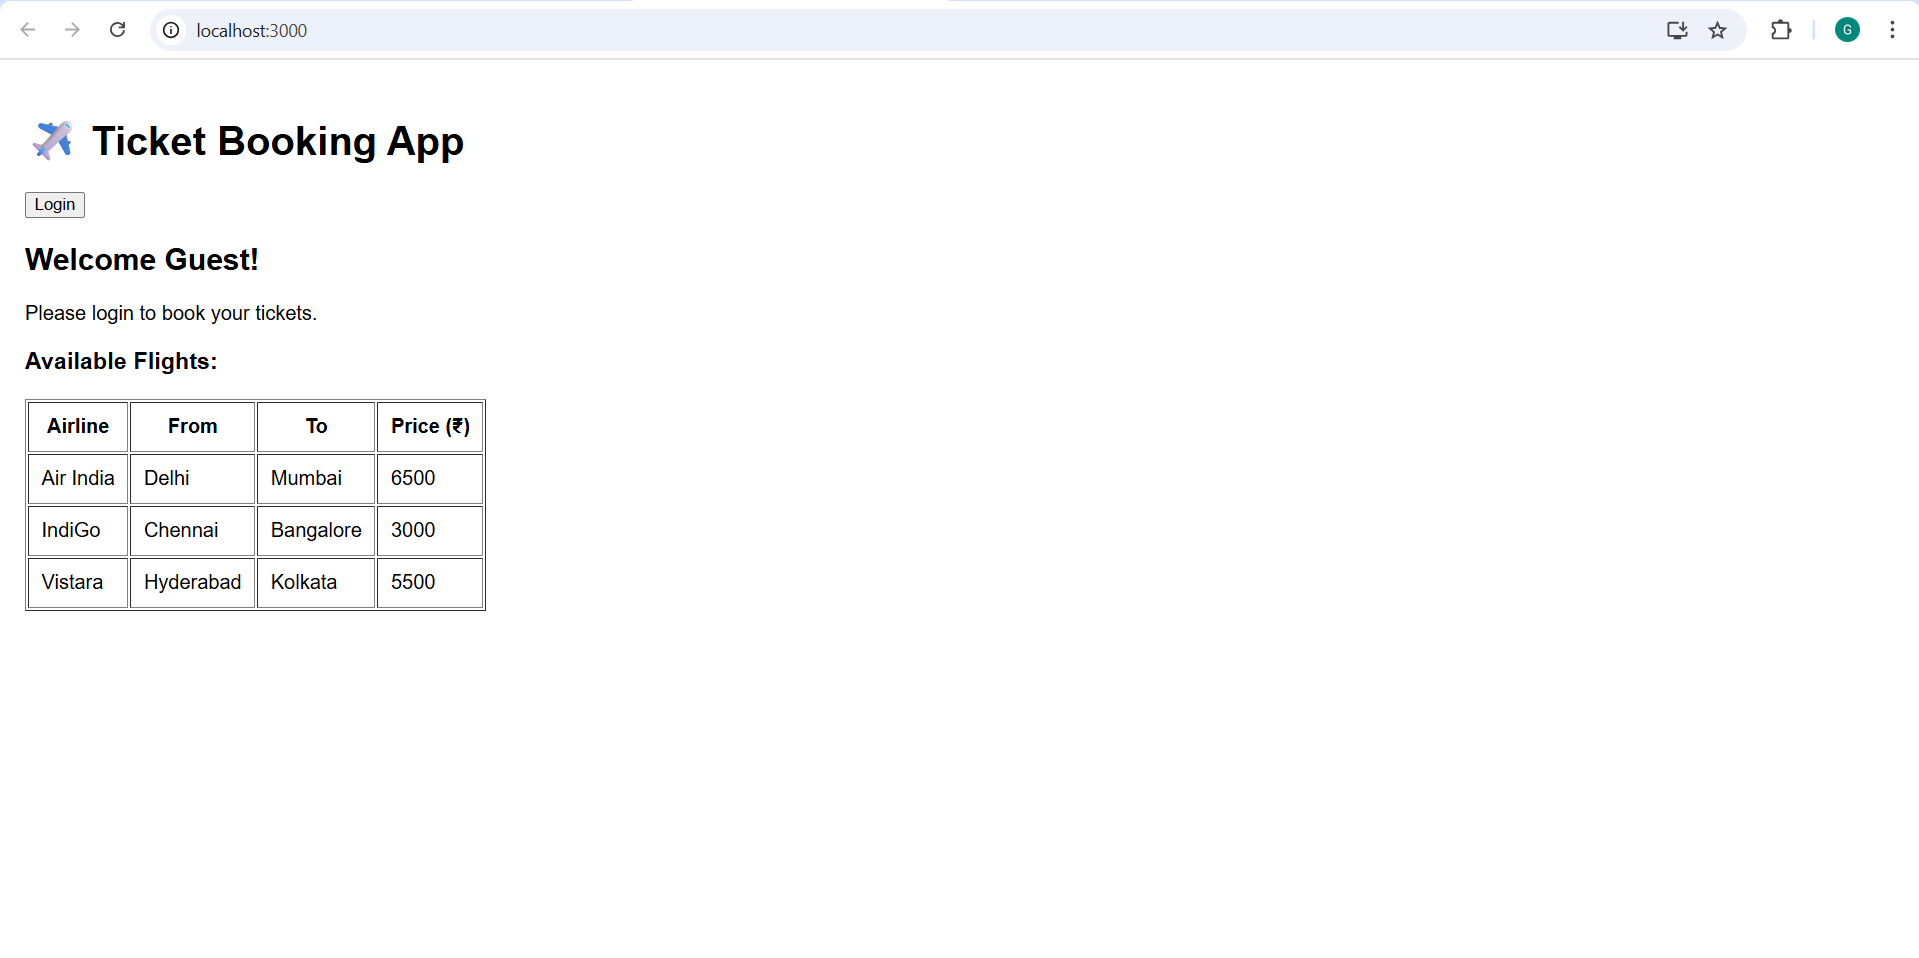 localhost:3000
G
Ticket Booking App
Login
Welcome Guest!
Please login to book your tickets.
Available Flights:
Airline From To Price (₹)
Air India Delhi Mumbai 6500
IndiGo Chennai Bangalore 3000
Vistara Hyderabad Kolkata 5500